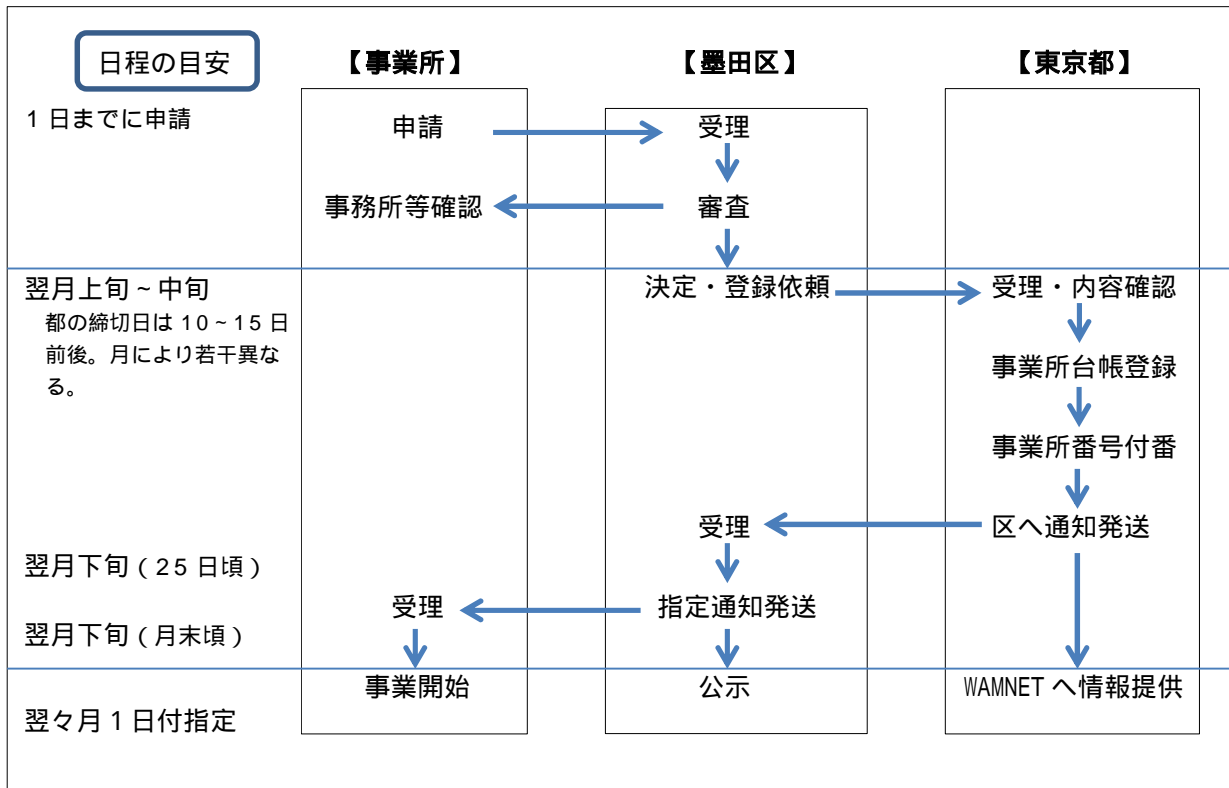 日程の目安
【事業所】
【墨田区】
【東京都】
1日までに申請
申請
受理
事務所等確認
審査
翌月上旬~中旬
決定・登録依頼
受理・内容確認
都の締切日は10~15日
前後。月により若干異な
る。
事業所台帳登録
事業所番号付番
受理
区へ通知発送
翌月下旬(25日頃)
受理
指定通知発送
翌月下旬(月末頃)
事業開始
公示
WAMNETへ情報提供
翌々月1日付指定